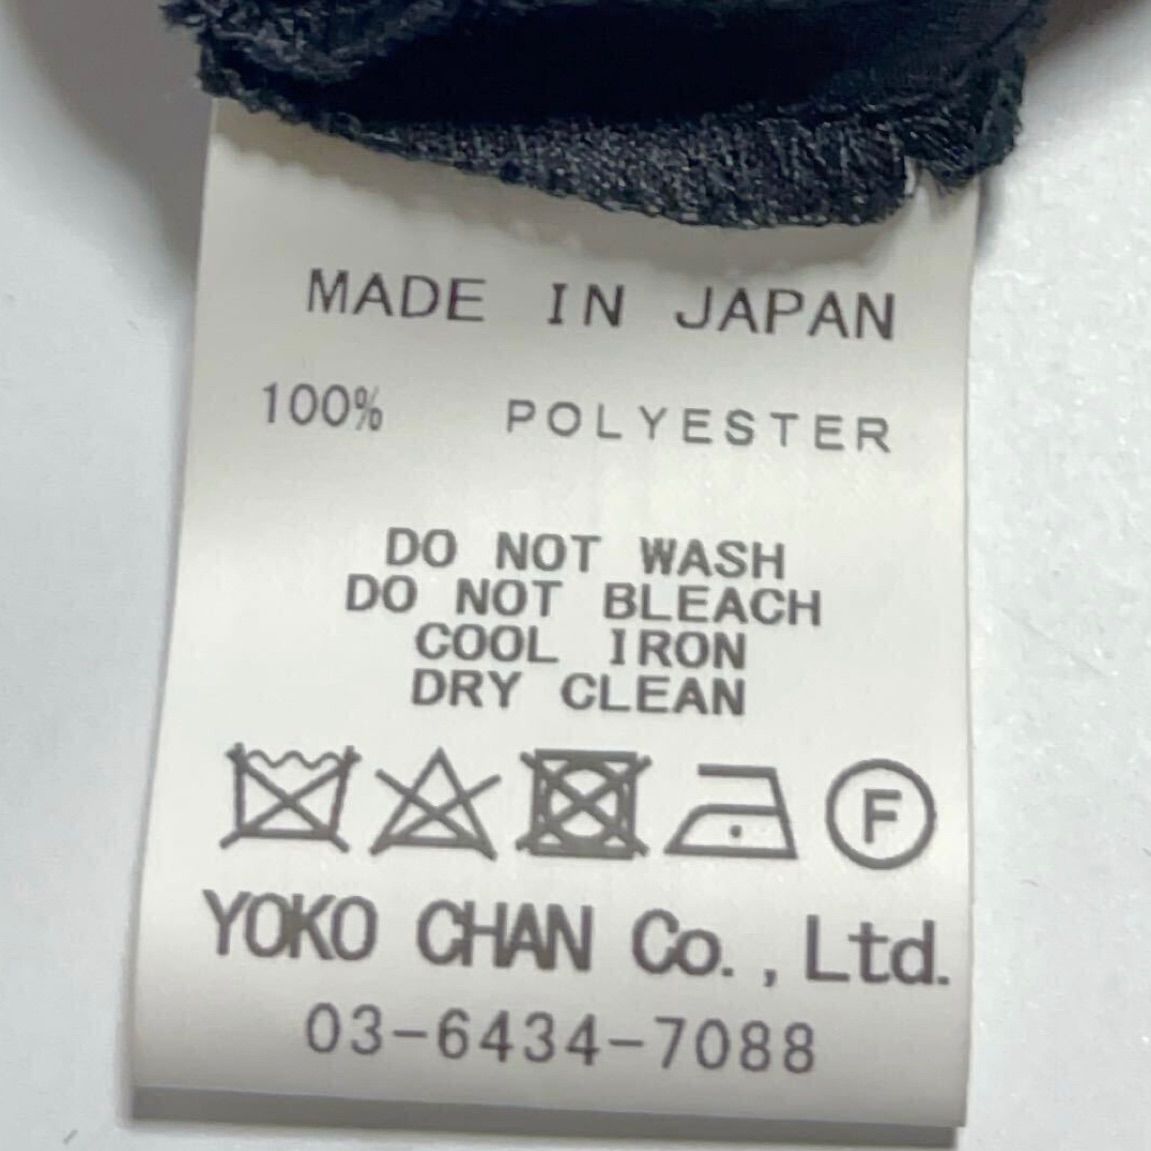 MADE IN JAPAN
100% POLYESTER
DO NOT WASH
DO NOT BLEACH
COOL IRON
DRY CLEAN
F
YOKO CHAN Co., Ltd.
03-6434-7088